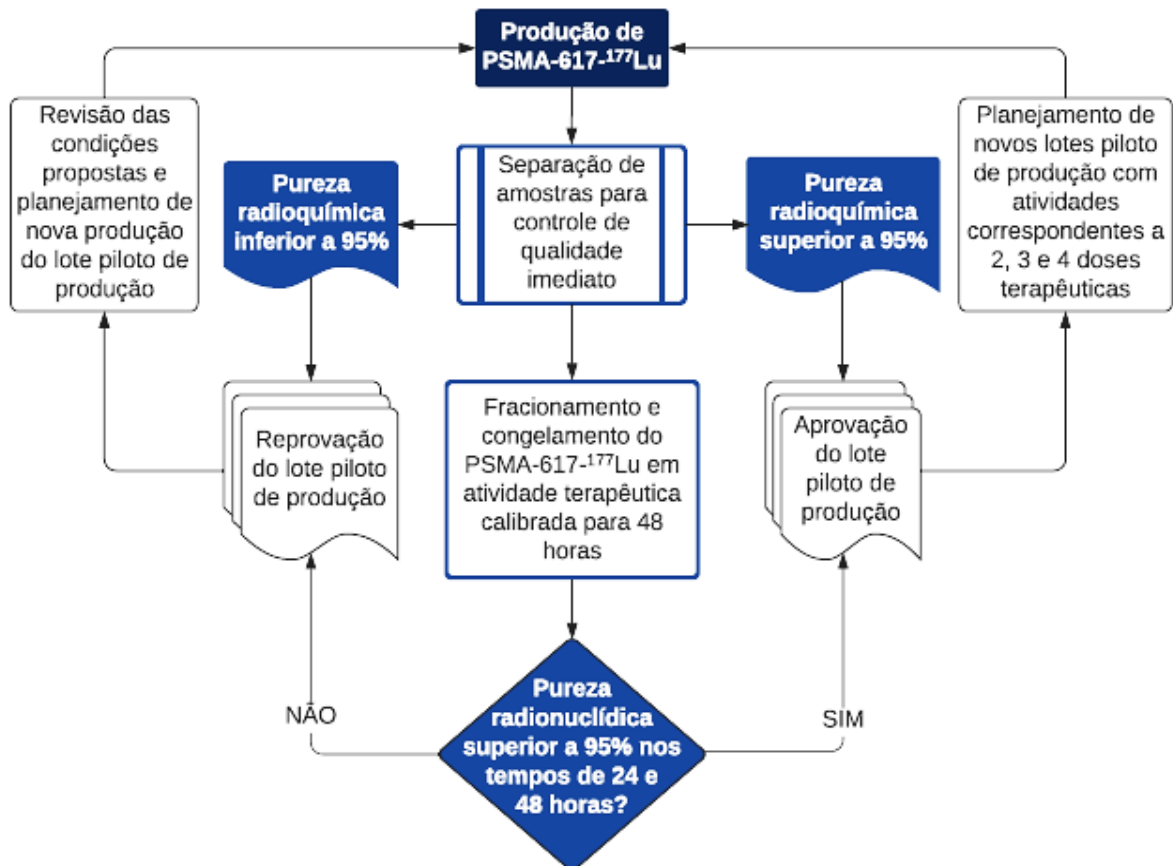 Produção de
PSMA-617-¹⁷⁷Lu
Revisão das
condições
propostas e
planejamento de
nova produção
do lote piloto de
produção
Pureza
radioquímica
inferior a 95%
Separação de
amostras para
controle de
qualidade
imediato
Pureza
radioquímica
superior a 95%
Planejamento de
novos lotes piloto
de produção com
atividades
correspondentes a
2, 3 e 4 doses
terapêuticas
Reprovação
do lote piloto
de produção
Fracionamento e
congelamento do
PSMA-617-¹⁷⁷Lu em
atividade terapêutica
calibrada para 48
horas
Aprovação
do lote
piloto de
produção
NÃO
Pureza
radionuclídica
superior a 95% nos
tempos de 24 e
48 horas?
SIM